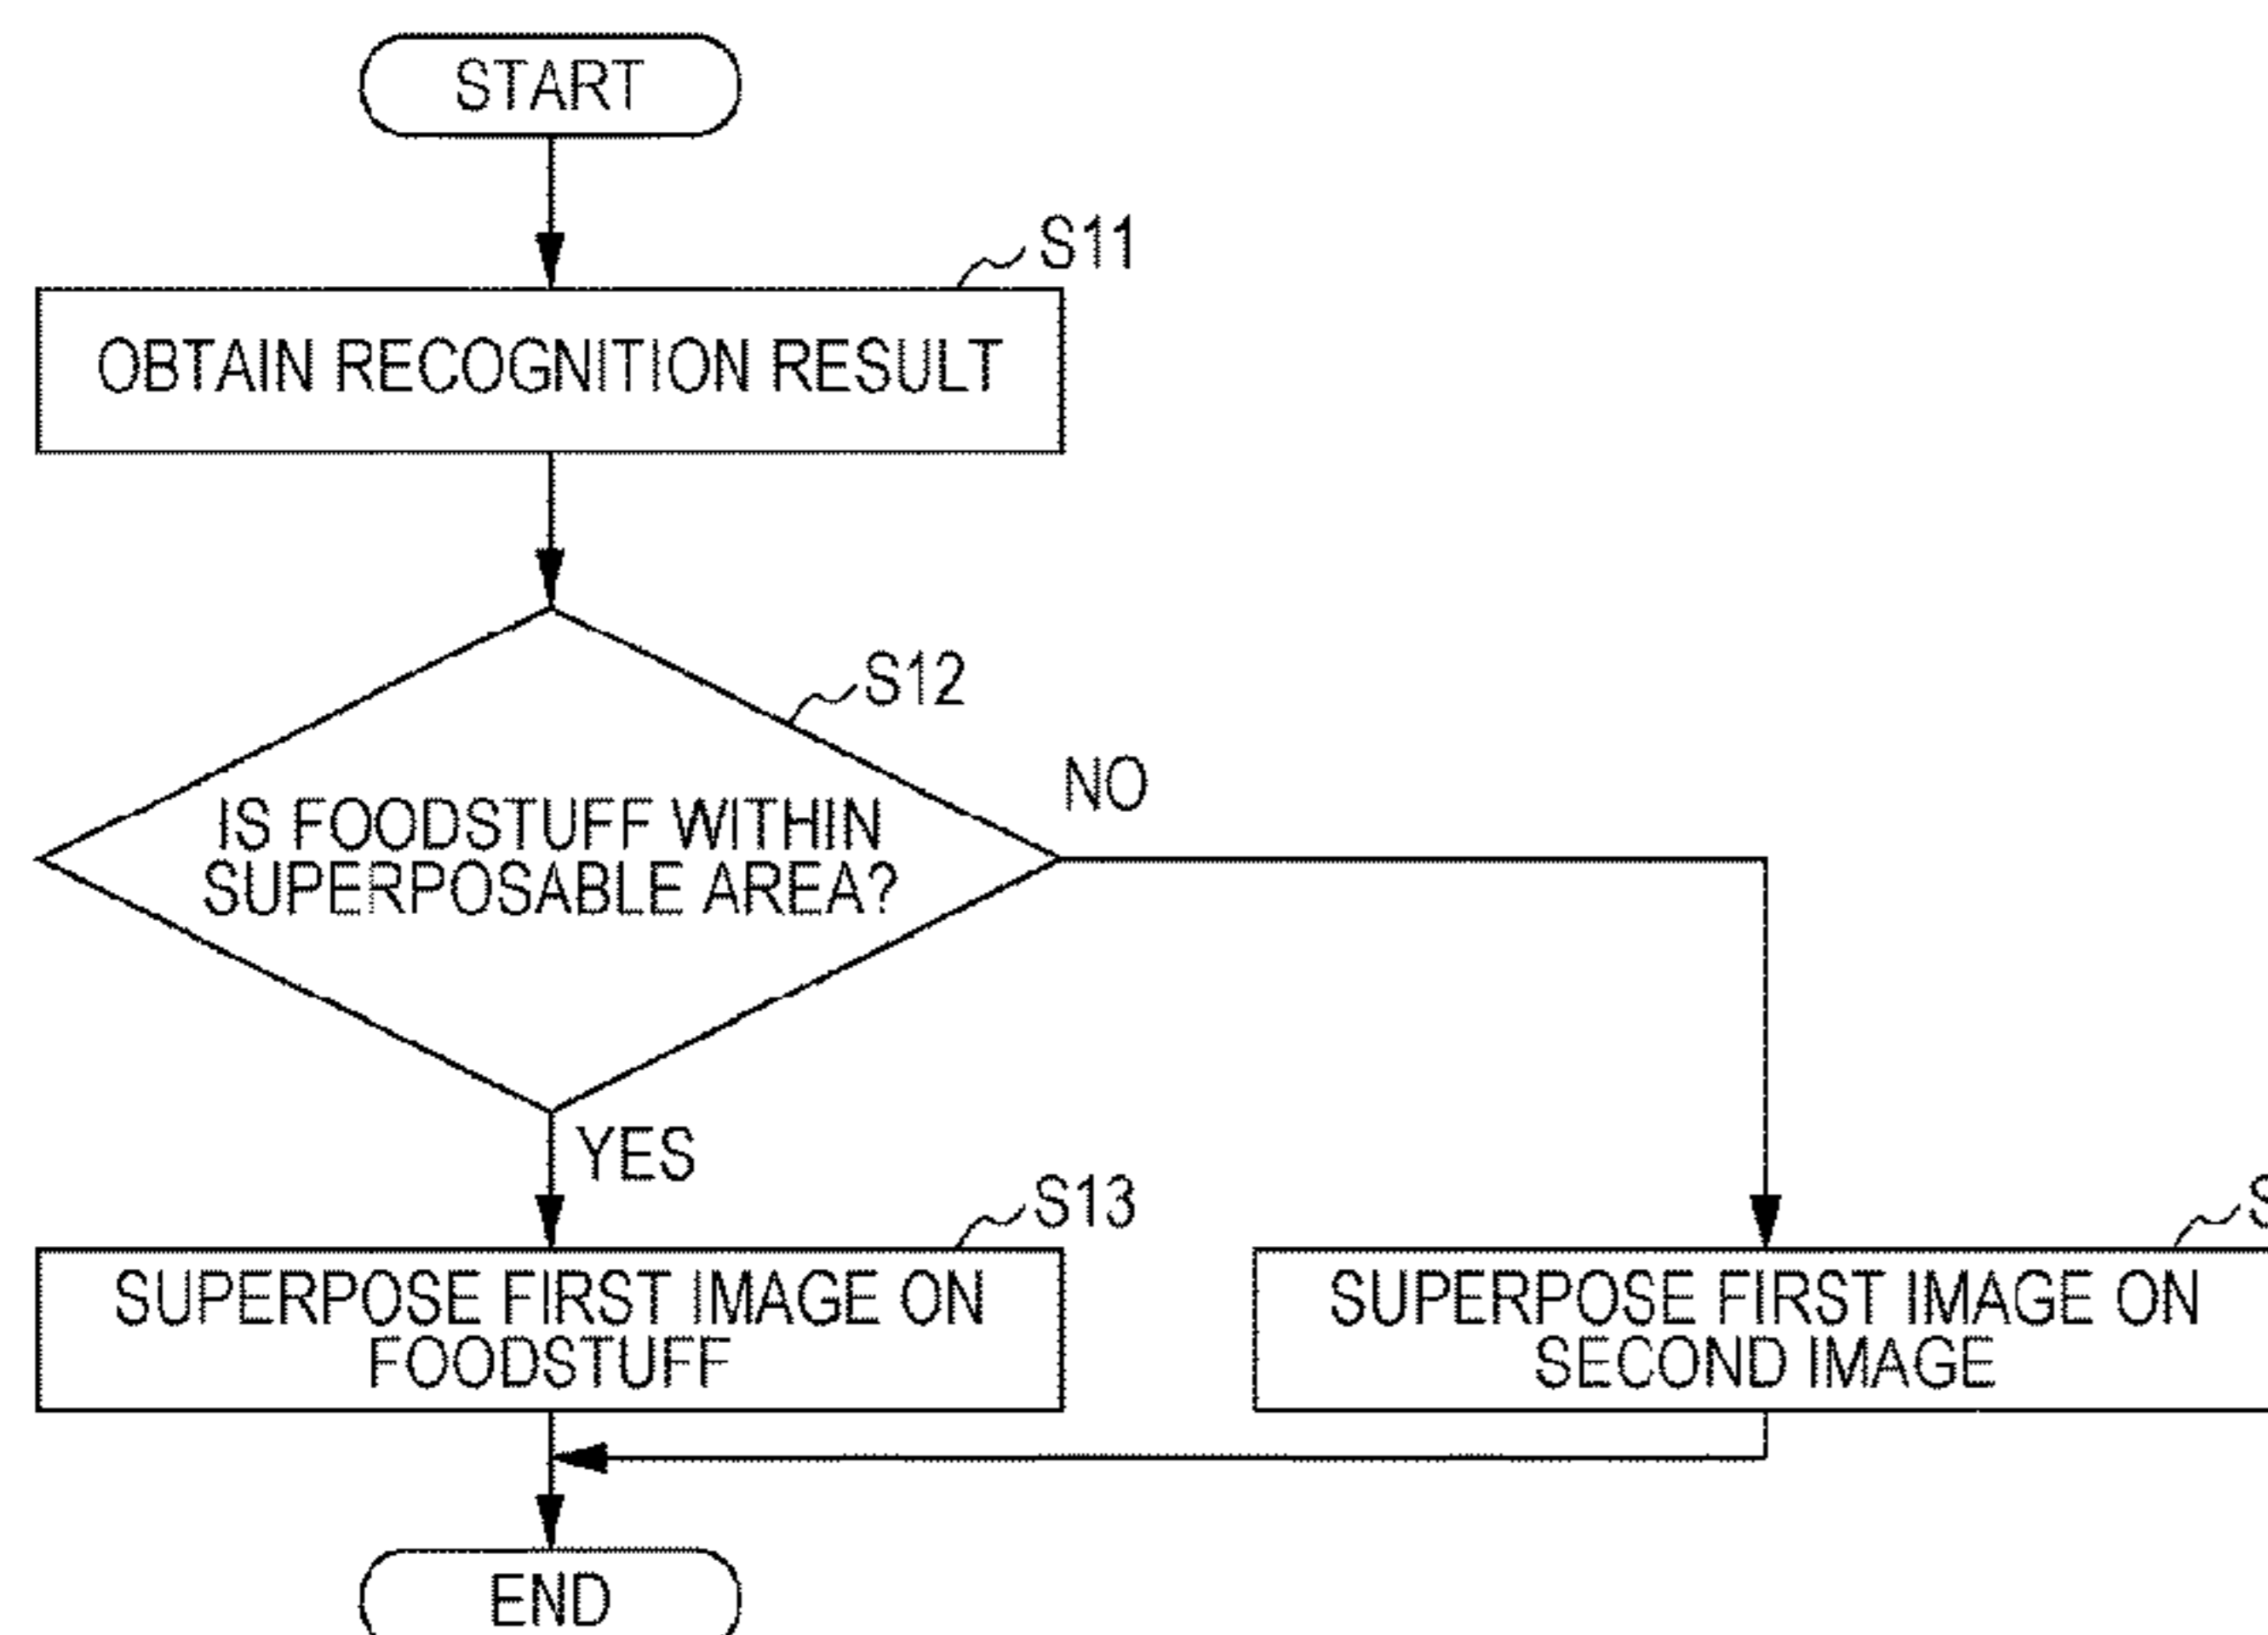 START
S11
OBTAIN RECOGNITION RESULT
S12
NO
IS FOODSTUFF WITHIN
SUPERPOSABLE AREA?
YES
S13
SUPERPOSE FIRST IMAGE ON
FOODSTUFF
SUPERPOSE FIRST IMAGE ON
SECOND IMAGE
END